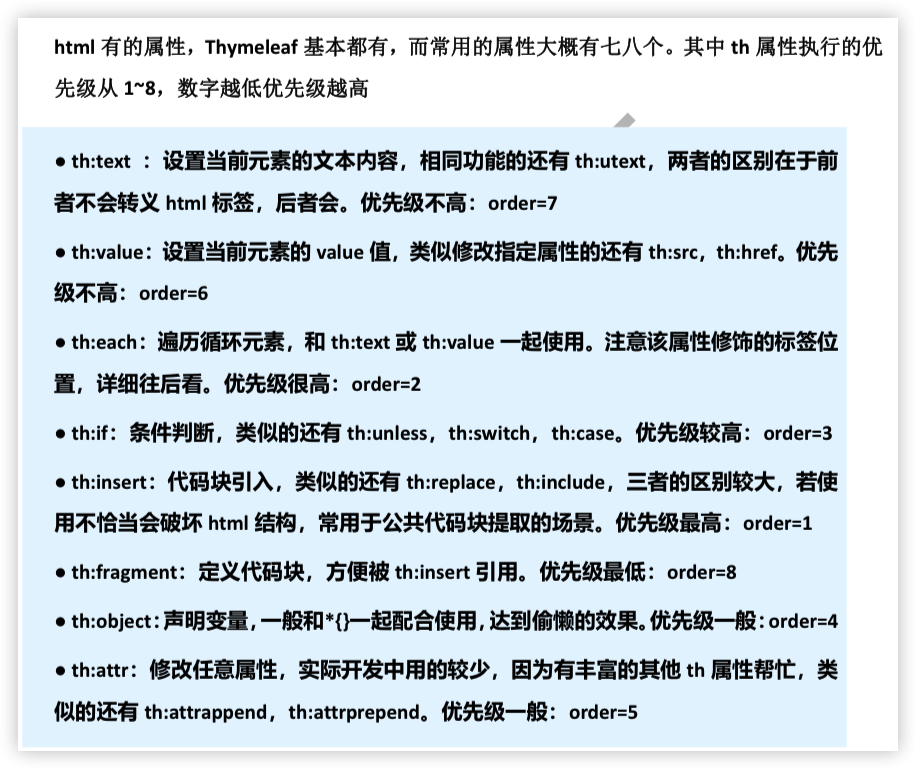 html 有的属性，Thymeleaf 基本都有，而常用的属性大概有七八个。其中 th 属性执行的优
先级从 1~8，数字越低优先级越高
● th:text ：设置当前元素的文本内容，相同功能的还有 th:utext，两者的区别在于前
者不会转义 html 标签，后者会。优先级不高：order=7
● th:value：设置当前元素的 value 值，类似修改指定属性的还有 th:src，th:href。优先
级不高：order=6
● th:each：遍历循环元素，和 th:text 或 th:value 一起使用。注意该属性修饰的标签位
置，详细往后看。优先级很高：order=2
● th:if：条件判断，类似的还有 th:unless，th:switch，th:case。优先级较高：order=3
● th:insert：代码块引入，类似的还有 th:replace，th:include，三者的区别较大，若使
用不恰当会破坏 html 结构，常用于公共代码块提取的场景。优先级最高：order=1
● th:fragment：定义代码块，方便被 th:insert 引用。优先级最低：order=8
● th:object：声明变量，一般和*{}一起配合使用，达到偷懒的效果。优先级一般：order=4
● th:attr：修改任意属性，实际开发中用的较少，因为有丰富的其他 th 属性帮忙，类
似的还有 th:attrappend，th:attrprepend。优先级一般：order=5